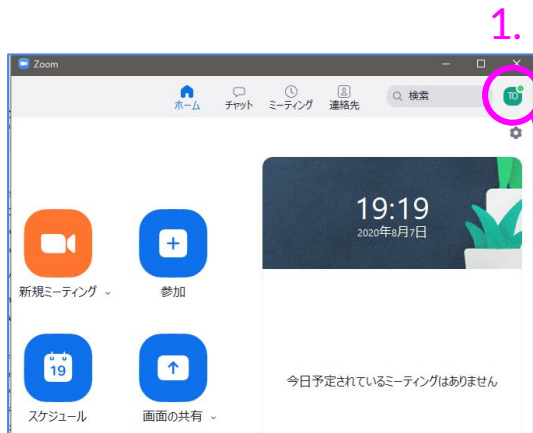 1.
Zoom
ホーム チャット ミーティング 連絡先 検索 TO
19:19
2020年8月7日
新規ミーティング 参加
19
スケジュール 画面の共有
今日予定されているミーティングはありません